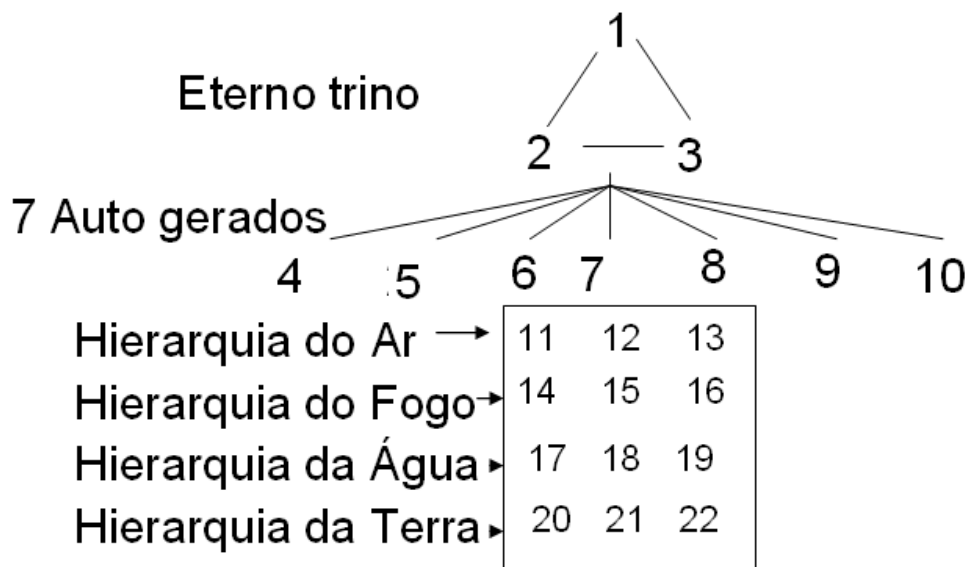 1
Eterno trino
2 3
7 Auto gerados
4 5 6 7 8 9 10
Hierarquia do Ar 11 12 13
Hierarquia do Fogo 14 15 16
Hierarquia da Água 17 18 19
Hierarquia da Terra 20 21 22